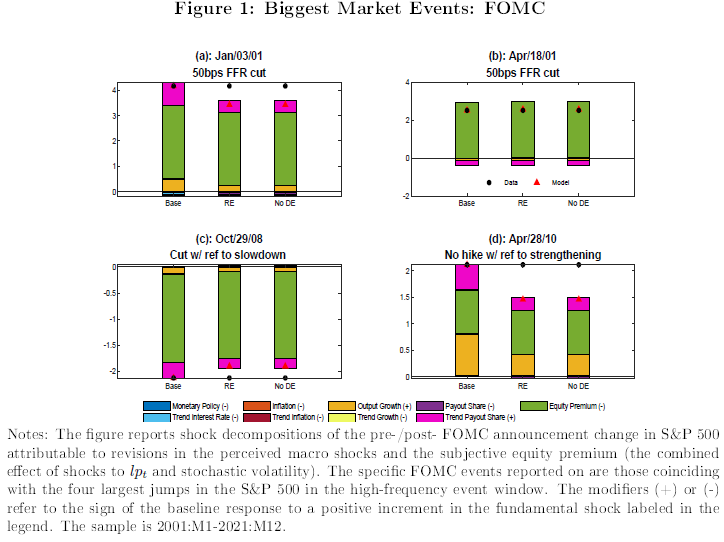 Figure 1: Biggest Market Events: FOMC
(a): Jan/03/01
50bps FFR cut
4
3
2
1
0
Base RE No DE
(b): Apr/18/01
50bps FFR cut
4
2
0
-2
Data Model
Base RE No DE
(c): Oct/29/08
Cut w/ ref to slowdown
0
-0.5
-1
-1.5
-2
Base RE No DE
(d): Apr/28/10
No hike w/ ref to strengthening
2
1.5
1
0.5
0
Base RE No DE
Monetary Policy (-) Inflation (-) Output Growth (+) Payout Share (-) Equity Premium (-)
Trend Interest Rate (-) Trend Inflation (-) Trend Growth (-) Trend Payout Share (+)
Notes: The figure reports shock decompositions of the pre-/post- FOMC announcement change in S&P 500
attributable to revisions in the perceived macro shocks and the subjective equity premium (the combined
effect of shocks to lpt and stochastic volatility). The specific FOMC events reported on are those coinciding
with the four largest jumps in the S&P 500 in the high-frequency event window. The modifiers (+) or (-)
refer to the sign of the baseline response to a positive increment in the fundamental shock labeled in the
legend. The sample is 2001:M1-2021:M12.